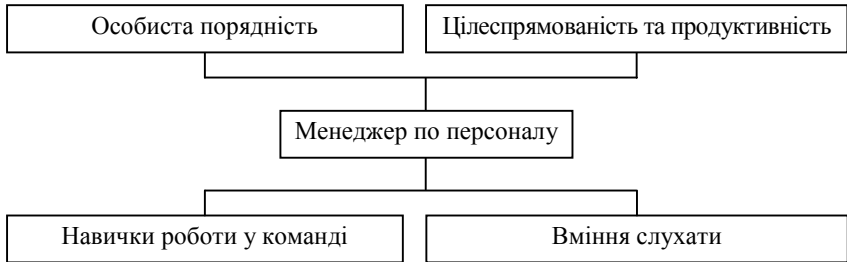 Особиста порядність
Цілеспрямованість та продуктивність
Менеджер по персоналу
Навички роботи у команді
Вміння слухати